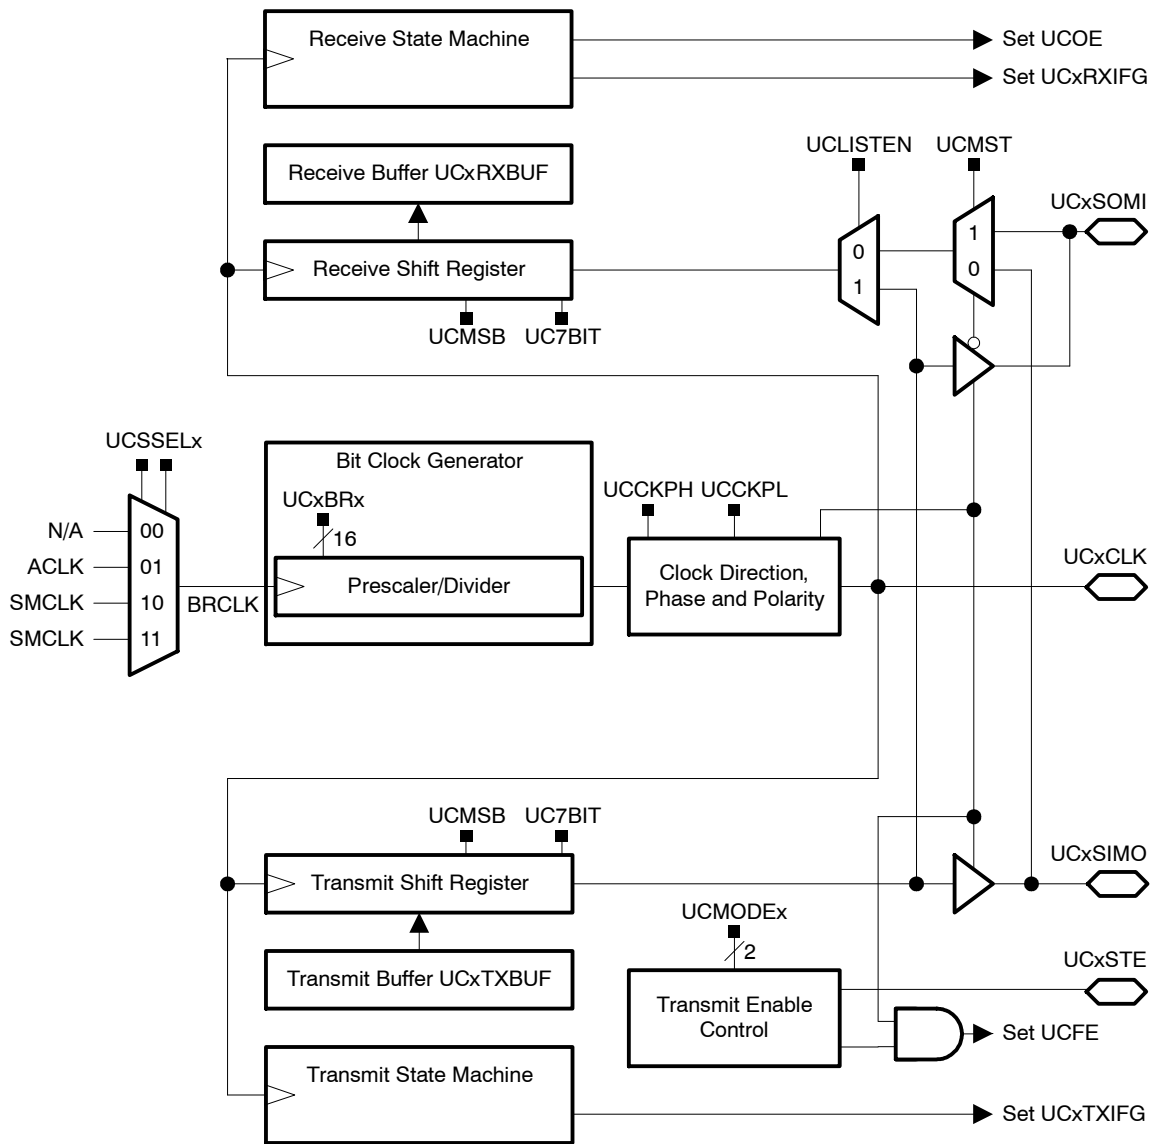 Receive State Machine
Set UCOE
Set UCxRXIFG
Receive Buffer UCxRXBUF
UCLISTEN
UCMST
UCxSOMI
1
0
0
1
Receive Shift Register
UCMSB
UC7BIT
UCSSELx
Bit Clock Generator
UCxBRx
16
UCCKPH
UCCKPL
N/A
00
ACLK
01
SMCLK
10
SMCLK
11
BRCLK
Prescaler/Divider
Clock Direction,
Phase and Polarity
UCxCLK
UCMSB
UC7BIT
Transmit Shift Register
UCxSIMO
UCMODEx
2
Transmit Buffer UCxTXBUF
UCxSTE
Transmit Enable
Control
Set UCFE
Transmit State Machine
Set UCxTXIFG